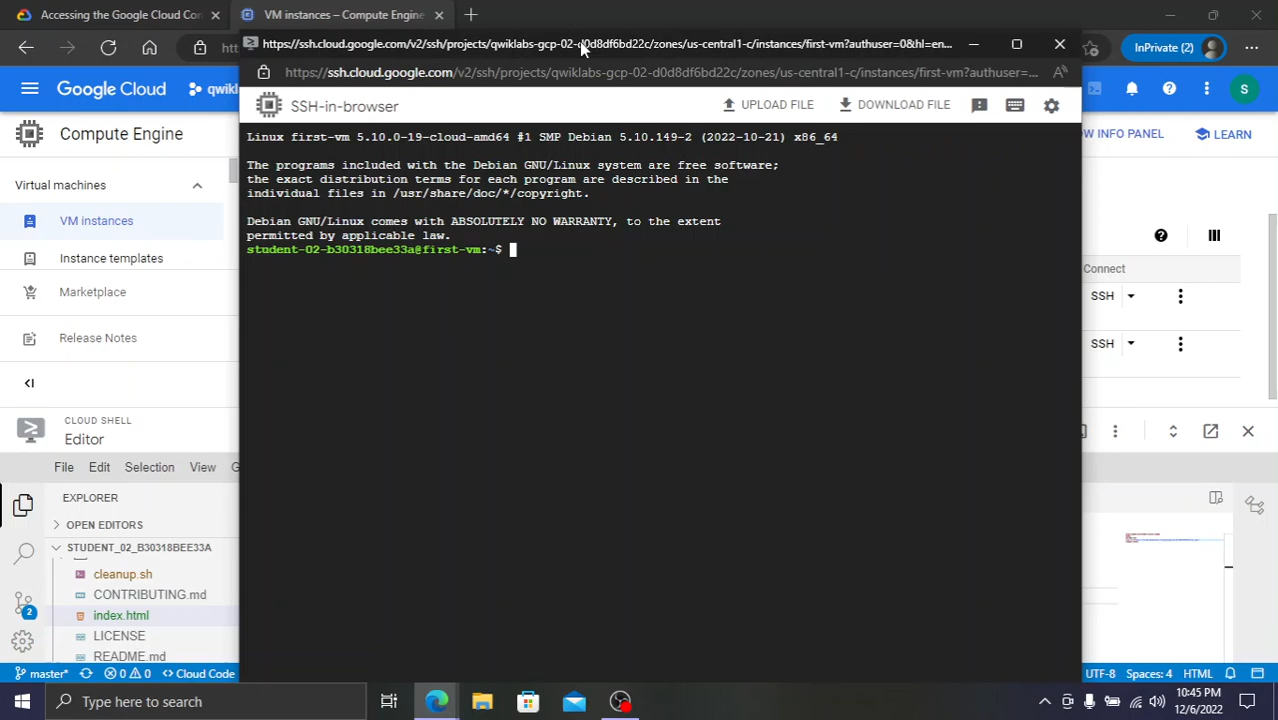 Accessing the Google Cloud Con
VM instances – Compute Engine
https://ssh.cloud.google.com/v2/ssh/projects/qwiklabs-gcp-02-d0d8df6bd22c/zones/us-central1-c/instances/first-vm?authuser=0&hl=en...
InPrivate (2)
https://ssh.cloud.google.com/v2/ssh/projects/qwiklabs-gcp-02-d0d8df6bd22c/zones/us-central1-c/instances/first-vm?authuser=...
Google Cloud
qwikla
S
SSH-in-browser
UPLOAD FILE
DOWNLOAD FILE
Compute Engine
OW INFO PANEL
LEARN
Linux first-vm 5.10.0-19-cloud-amd64 #1 SMP Debian 5.10.149-2 (2022-10-21) x86_64
The programs included with the Debian GNU/Linux system are free software;
the exact distribution terms for each program are described in the
individual files in /usr/share/doc/*/copyright.
Debian GNU/Linux comes with ABSOLUTELY NO WARRANTY, to the extent
permitted by applicable law.
student-02-b30318bee33a@first-vm:~$
Virtual machines
VM instances
Instance templates
Marketplace
Release Notes
Connect
SSH
SSH
CLOUD SHELL
Editor
File Edit Selection View G
EXPLORER
OPEN EDITORS
STUDENT_02_B30318BEE33A
cleanup.sh
CONTRIBUTING.md
index.html
LICENSE
README.md
2
master*
0
0
Cloud Code
UTF-8
Spaces: 4
HTML
Type here to search
10:45 PM
12/6/2022